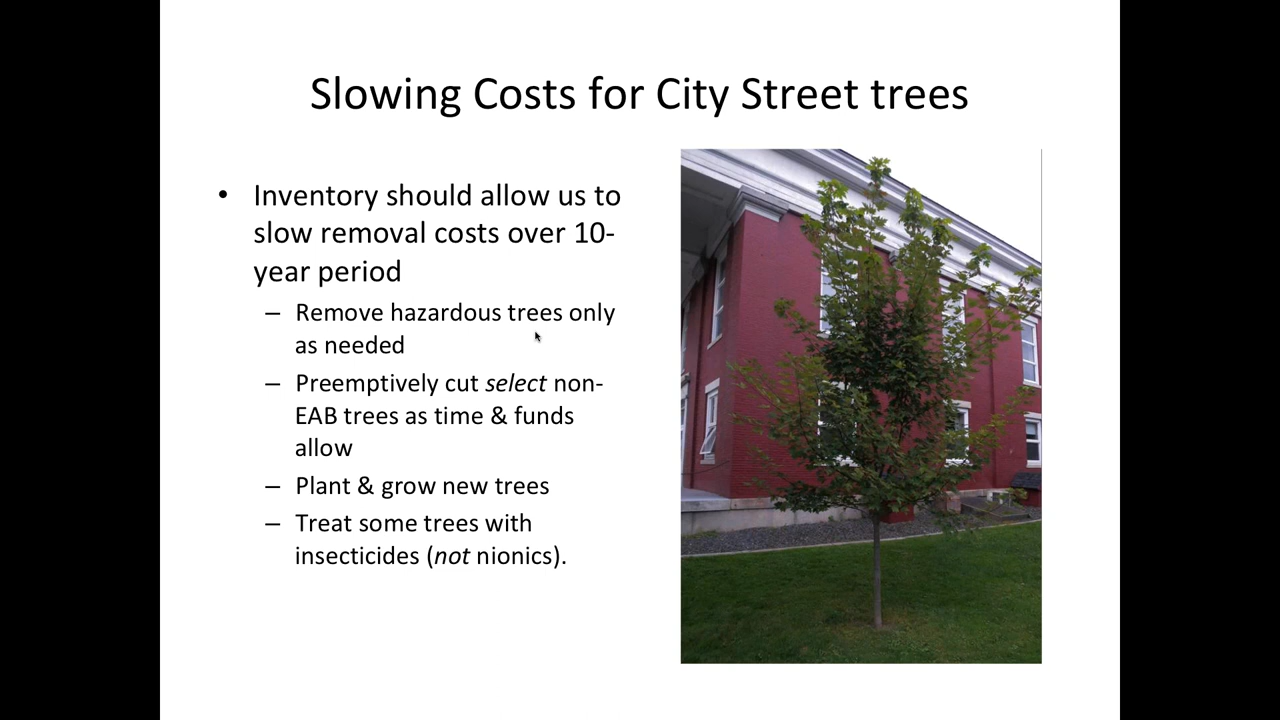 Slowing Costs for City Street trees
• Inventory should allow us to
slow removal costs over 10-
year period
– Remove hazardous trees only
as needed
– Preemptively cut select non-
EAB trees as time & funds
allow
– Plant & grow new trees
– Treat some trees with
insecticides (not nionics).